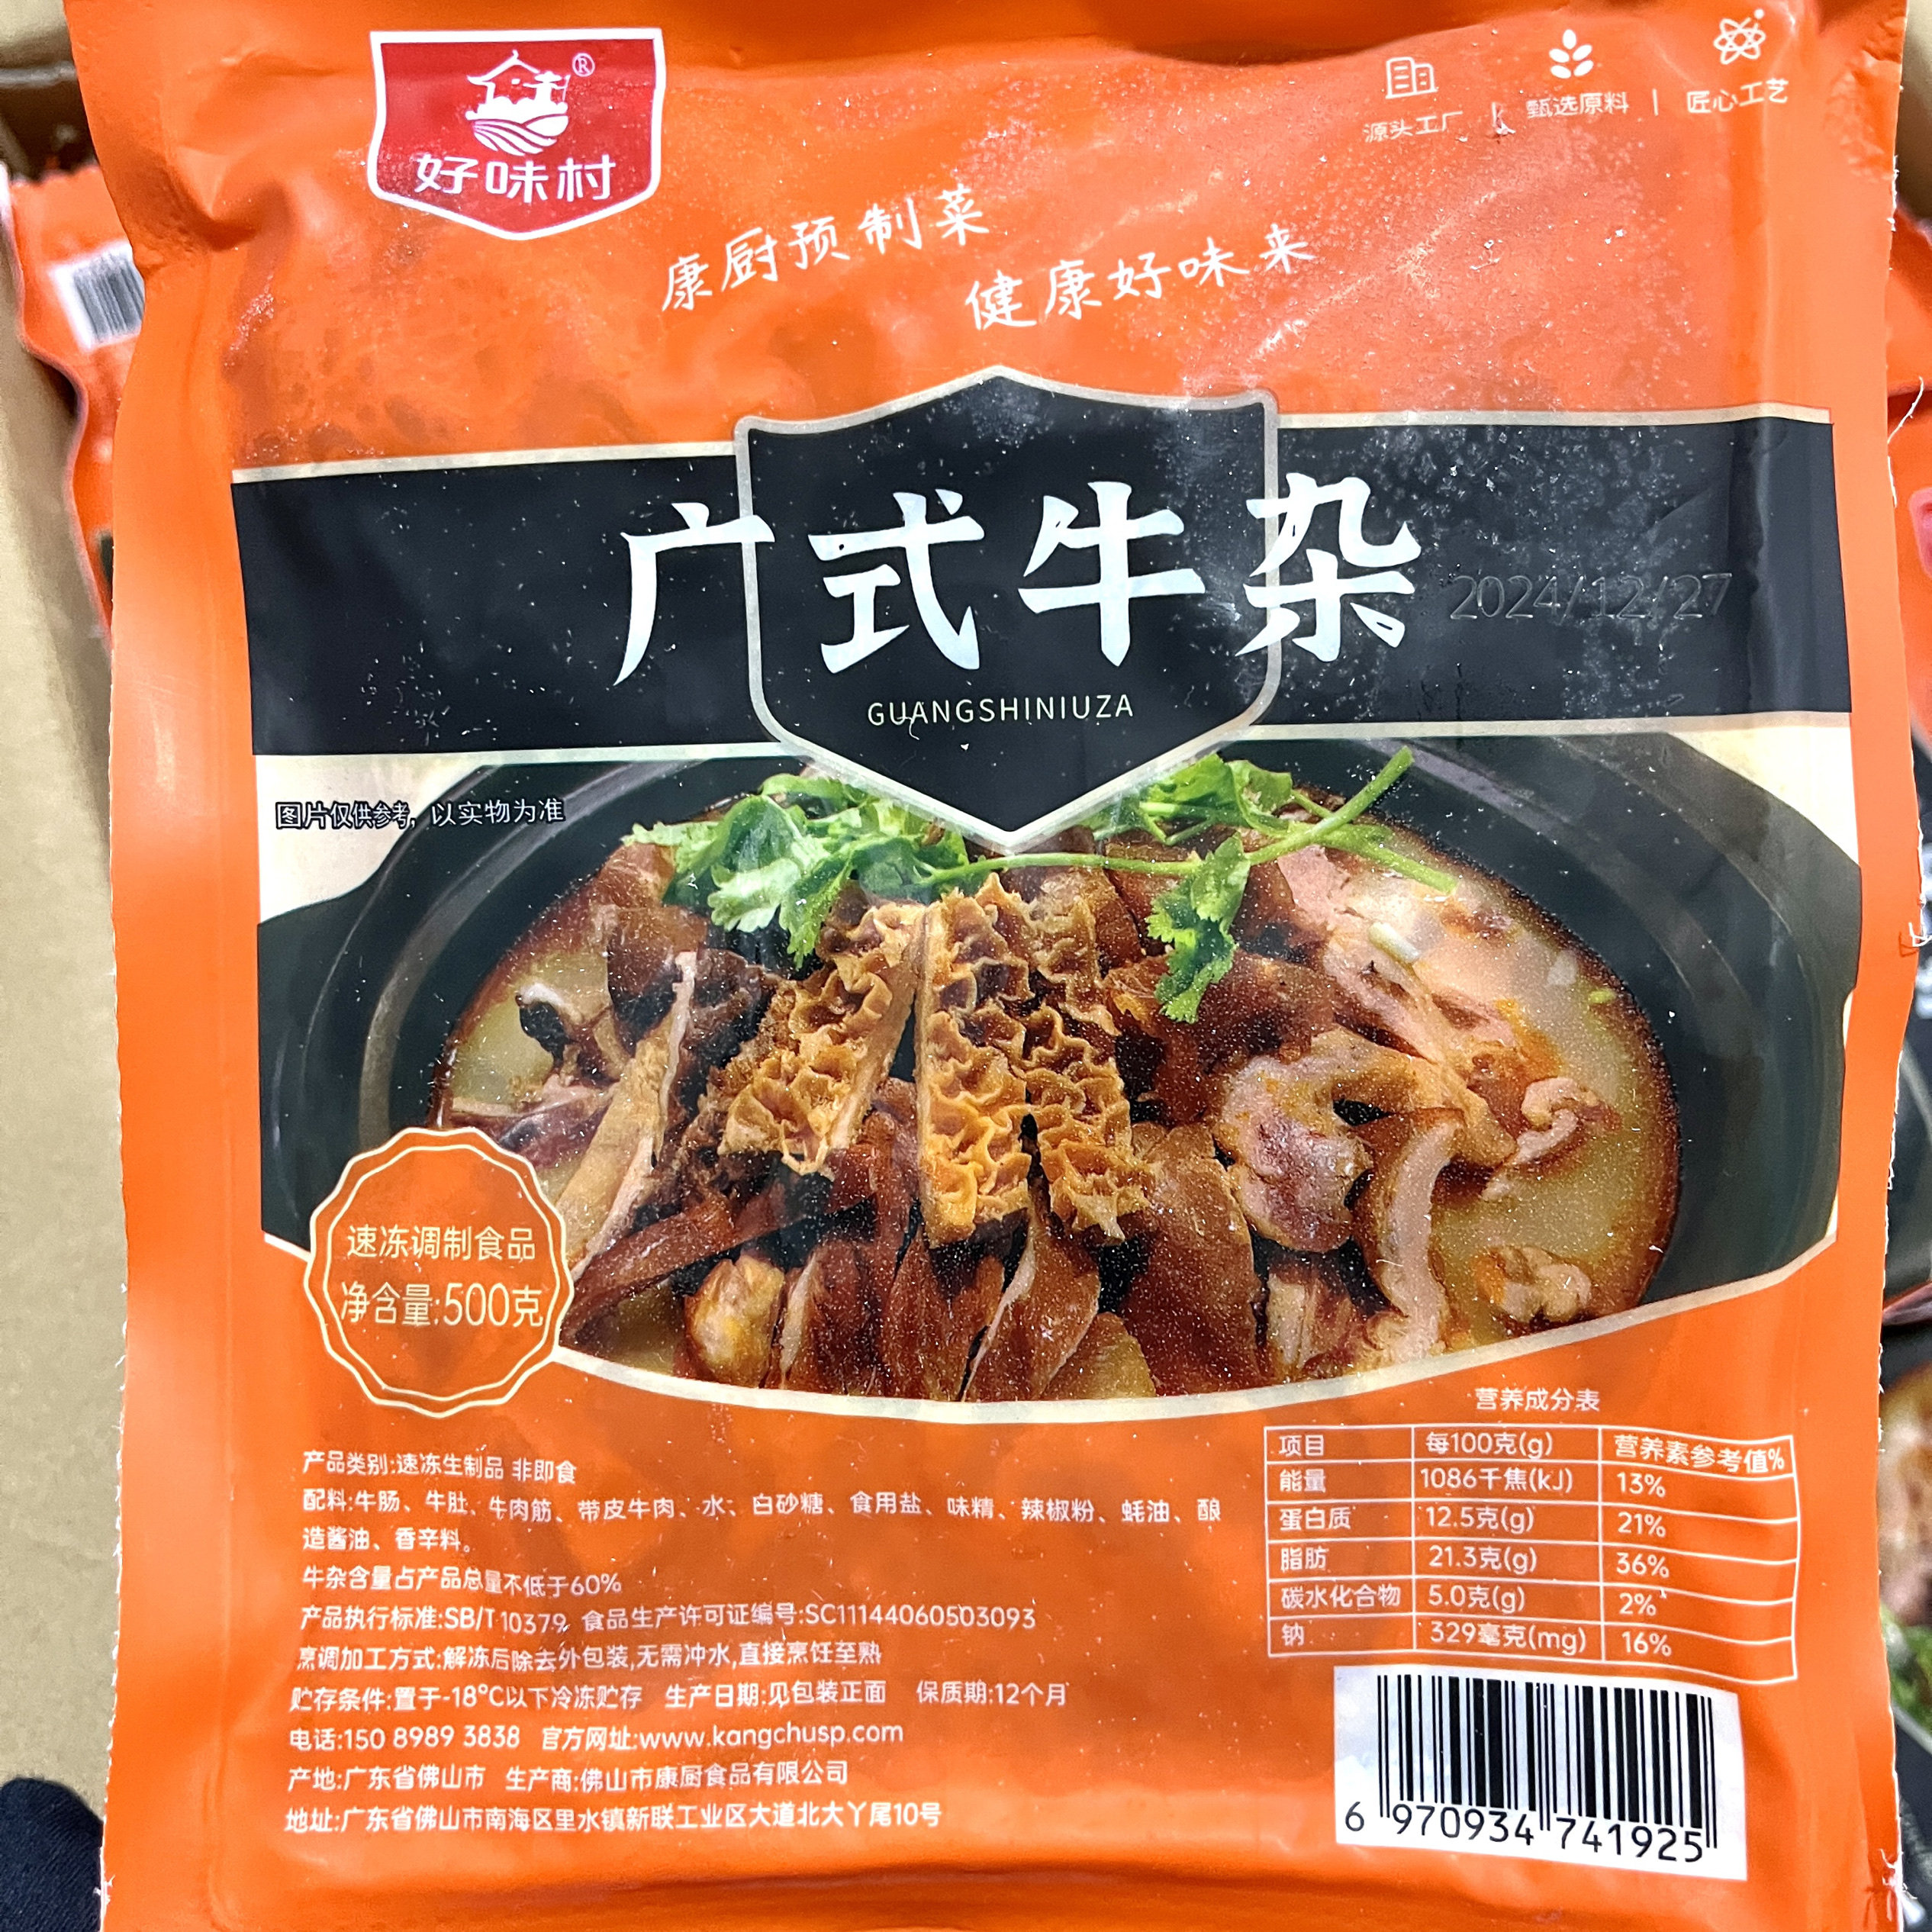 好味村®
源头工厂 | 甄选原料 | 匠心工艺
康厨预制菜
健康好味来
广式牛杂
2024/12/27
GUANGSHINIUZA
图片仅供参考，以实物为准
速冻调制食品
净含量:500克
产品类别:速冻生制品 非即食
配料:牛肠、牛肚、牛肉筋、带皮牛肉、水、白砂糖、食用盐、味精、辣椒粉、蚝油、酿
造酱油、香辛料。
牛杂含量占产品总量不低于60%
产品执行标准:SB/T 10379 食品生产许可证编号:SC11144060503093
烹调加工方式:解冻后除去外包装,无需冲水,直接烹饪至熟
贮存条件:置于-18°C以下冷冻贮存 生产日期:见包装正面 保质期:12个月
电话:150 8989 3838 官方网址:www.kangchusp.com
产地:广东省佛山市 生产商:佛山市康厨食品有限公司
地址:广东省佛山市南海区里水镇新联工业区大道北大丫尾10号
营养成分表
项目 每100克(g) 营养素参考值%
能量 1086千焦(kJ) 13%
蛋白质 12.5克(g) 21%
脂肪 21.3克(g) 36%
碳水化合物 5.0克(g) 2%
钠 329毫克(mg) 16%
6 970934 741925